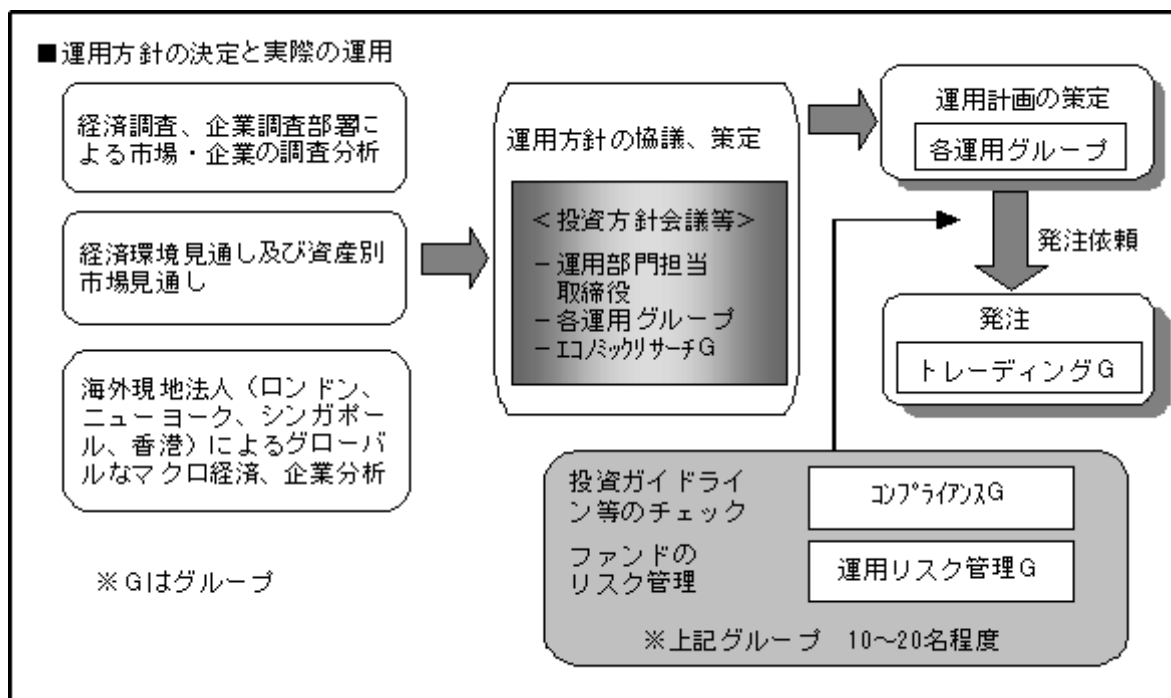 ■運用方針の決定と実際の運用
経済調査、企業調査部署に
よる市場・企業の調査分析
経済環境見通し及び資産別
市場見通し
海外現地法人（ロンドン、
ニューヨーク、シンガポー
ル、香港）によるグローバ
ルなマクロ経済、企業分析
※Gはグループ
運用方針の協議、策定
＜投資方針会議等＞
－運用部門担当
取締役
－各運用グループ
－ｴｺﾉﾐｯｸﾘｻｰﾁG
運用計画の策定
各運用グループ
発注依頼
発注
トレーディングG
投資ガイドライ
ン等のチェック
ｺﾝﾌﾟﾗｲｱﾝｽG
ファンドの
リスク管理
運用リスク管理G
※上記グループ　10～20名程度